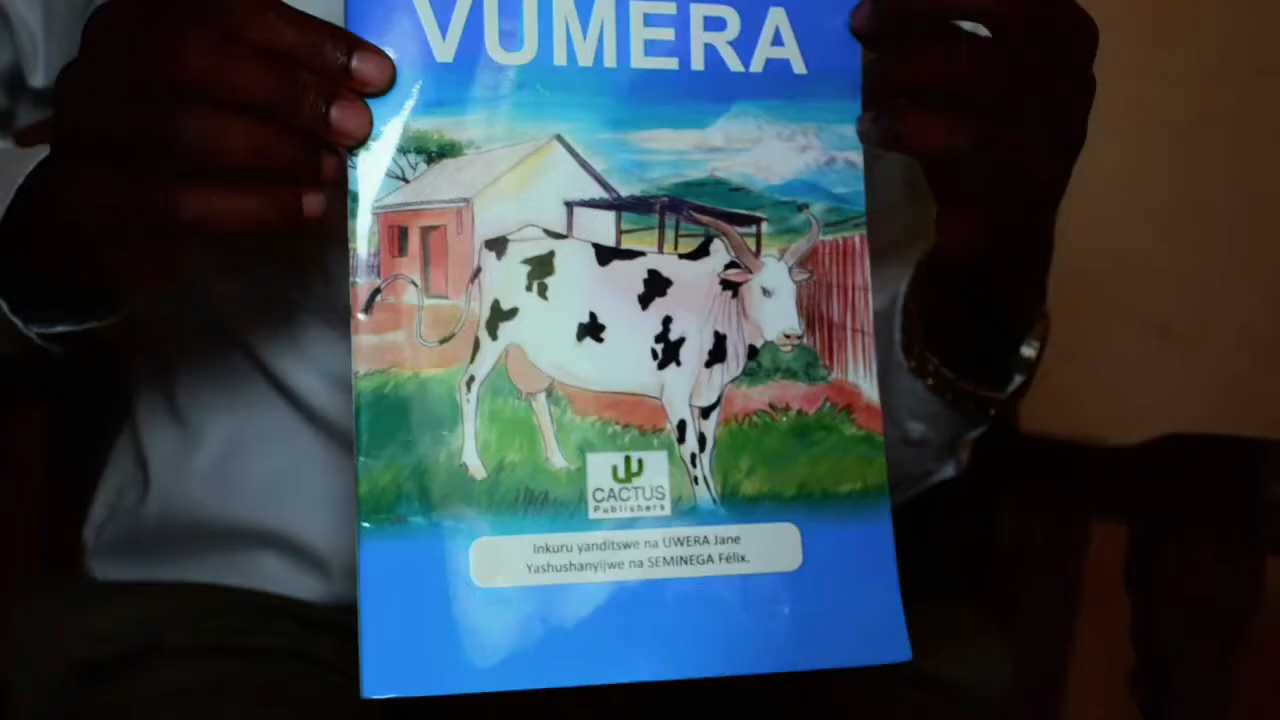 VUMERA
CACTUS
Publishers
Inkuru yanditswe na UWERA Jane
Yashushanyijwe na SEMINEGA Félix.